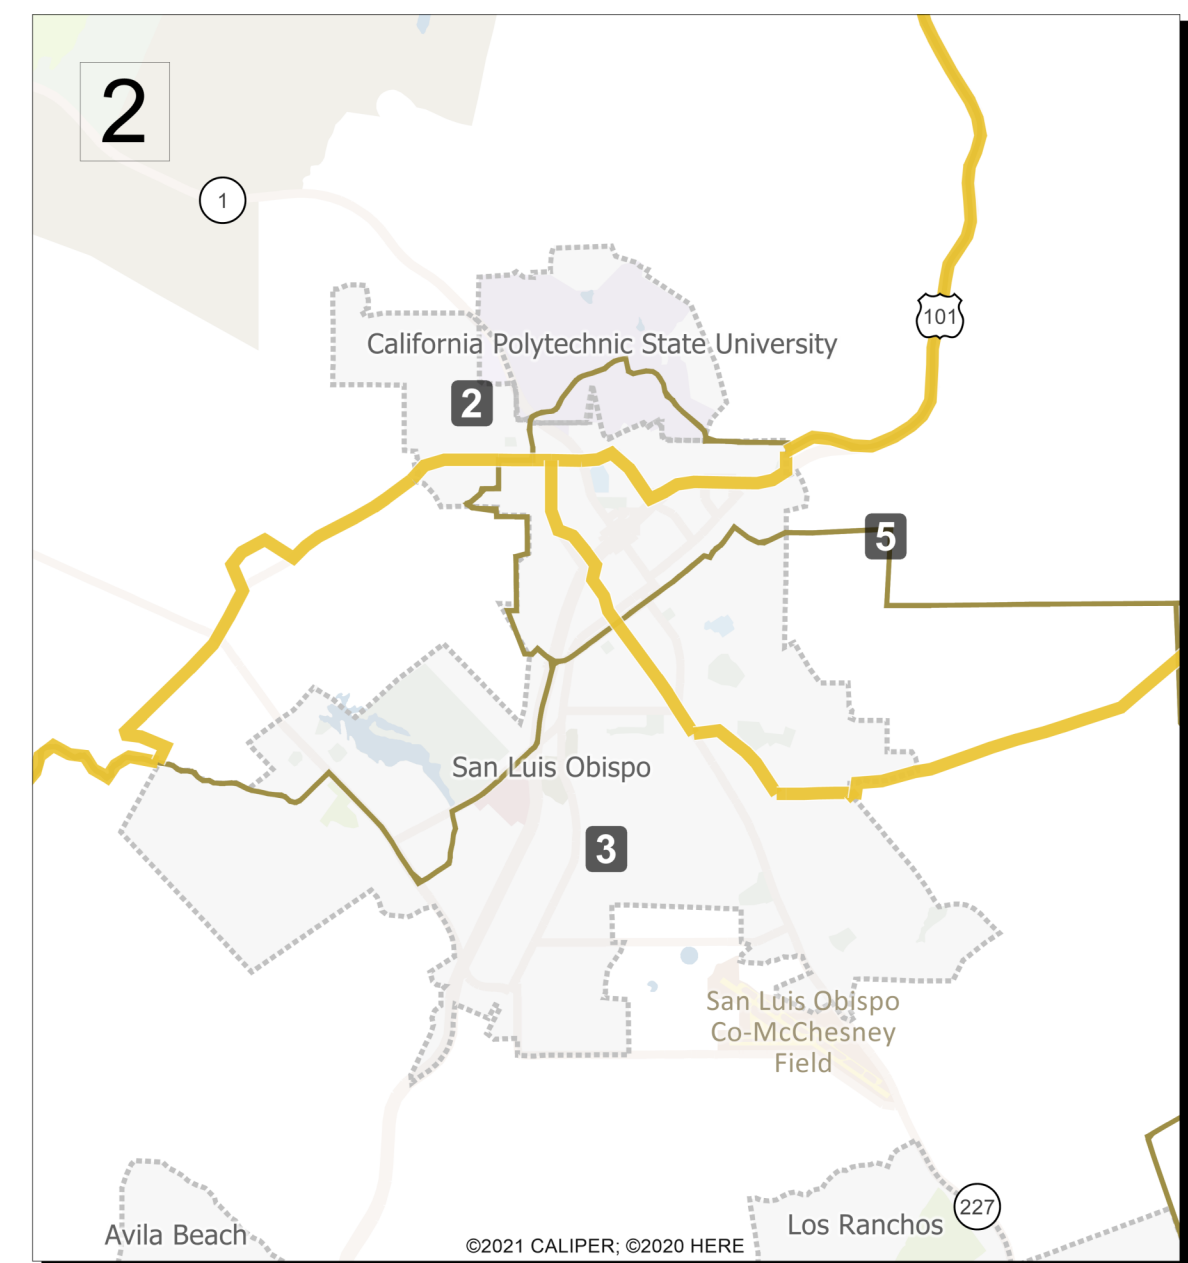 2
1
101
California Polytechnic State University
2
5
San Luis Obispo
3
San Luis Obispo
Co-McChesney
Field
227
Los Ranchos
Avila Beach
©2021 CALIPER; ©2020 HERE